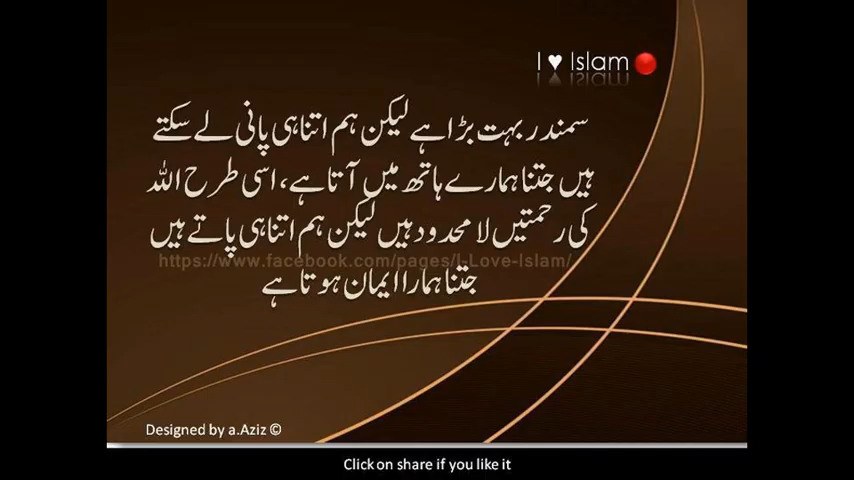 I ♥ Islam
سمندر بہت بڑا ہے لیکن ہم اتنا ہی پانی لے سکتے
ہیں جتنا ہمارے ہاتھ میں آتا ہے، اسی طرح اللہ
کی رحمتیں لا محدود ہیں لیکن ہم اتنا ہی پاتے ہیں
https://www.facebook.com/pages/I-Love-Islam/
جتنا ہمارا ایمان ہوتا ہے
Designed by a.Aziz ©
Click on share if you like it